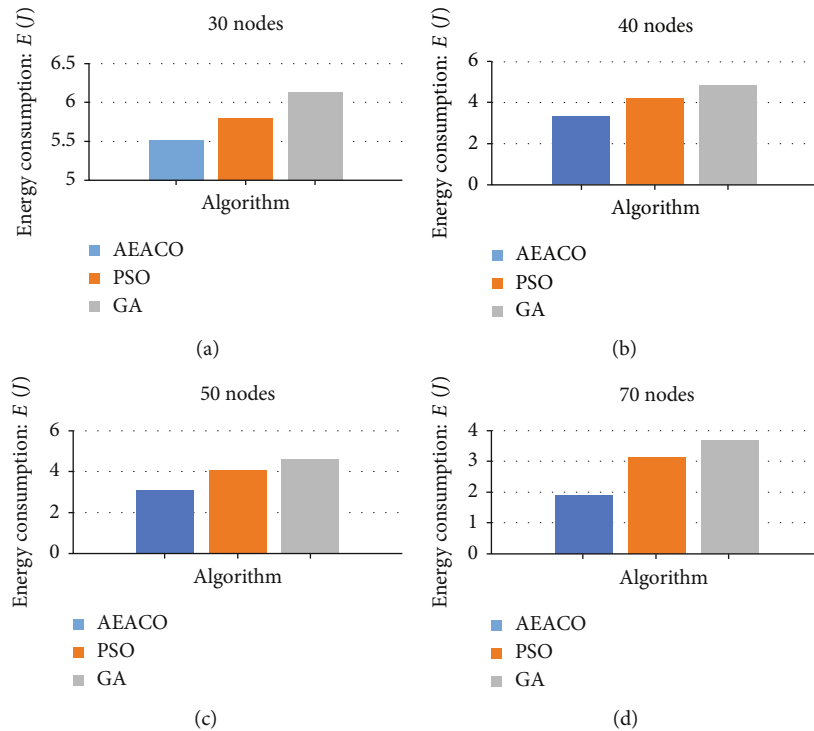 30 nodes
Energy consumption: E (J)
6.5
6
5.5
5
Algorithm
AEACO
PSO
GA
(a)
40 nodes
Energy consumption: E (J)
6
4
2
0
Algorithm
AEACO
PSO
GA
(b)
50 nodes
Energy consumption: E (J)
6
4
2
0
Algorithm
AEACO
PSO
GA
(c)
70 nodes
Energy consumption: E (J)
4
3
2
1
0
Algorithm
AEACO
PSO
GA
(d)